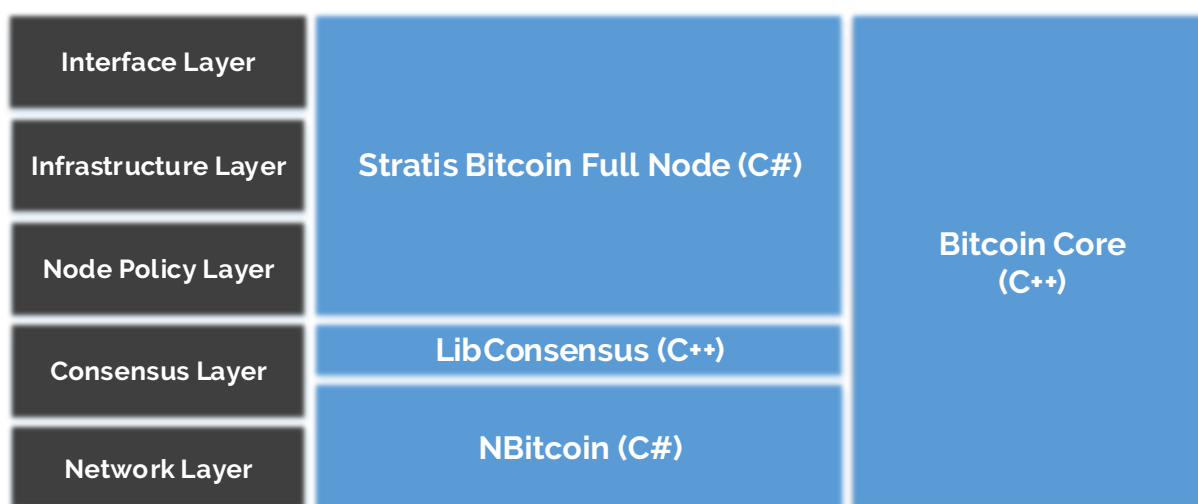 Interface Layer
Infrastructure Layer
Node Policy Layer
Consensus Layer
Network Layer
Stratis Bitcoin Full Node (C#)
LibConsensus (C++)
NBitcoin (C#)
Bitcoin Core
(C++)